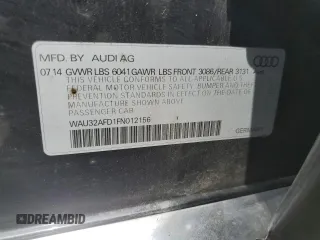 MFD. BY AUDI AG
07 14 GVWR LBS 6041 GAWR LBS FRONT 3086/REAR 3131
THIS VEHICLE CONFORMS TO ALL APPLICABLE
FEDERAL MOTOR VEHICLE SAFETY, BUMPER AND THEFT
PREVENTION STANDARDS IN EFFECT ON THE DATE OF
MANUFACTURE SHOWN ABOVE
PASSENGER CAR
WAU32AFD1FN012156
GERMANY
DREAMBID